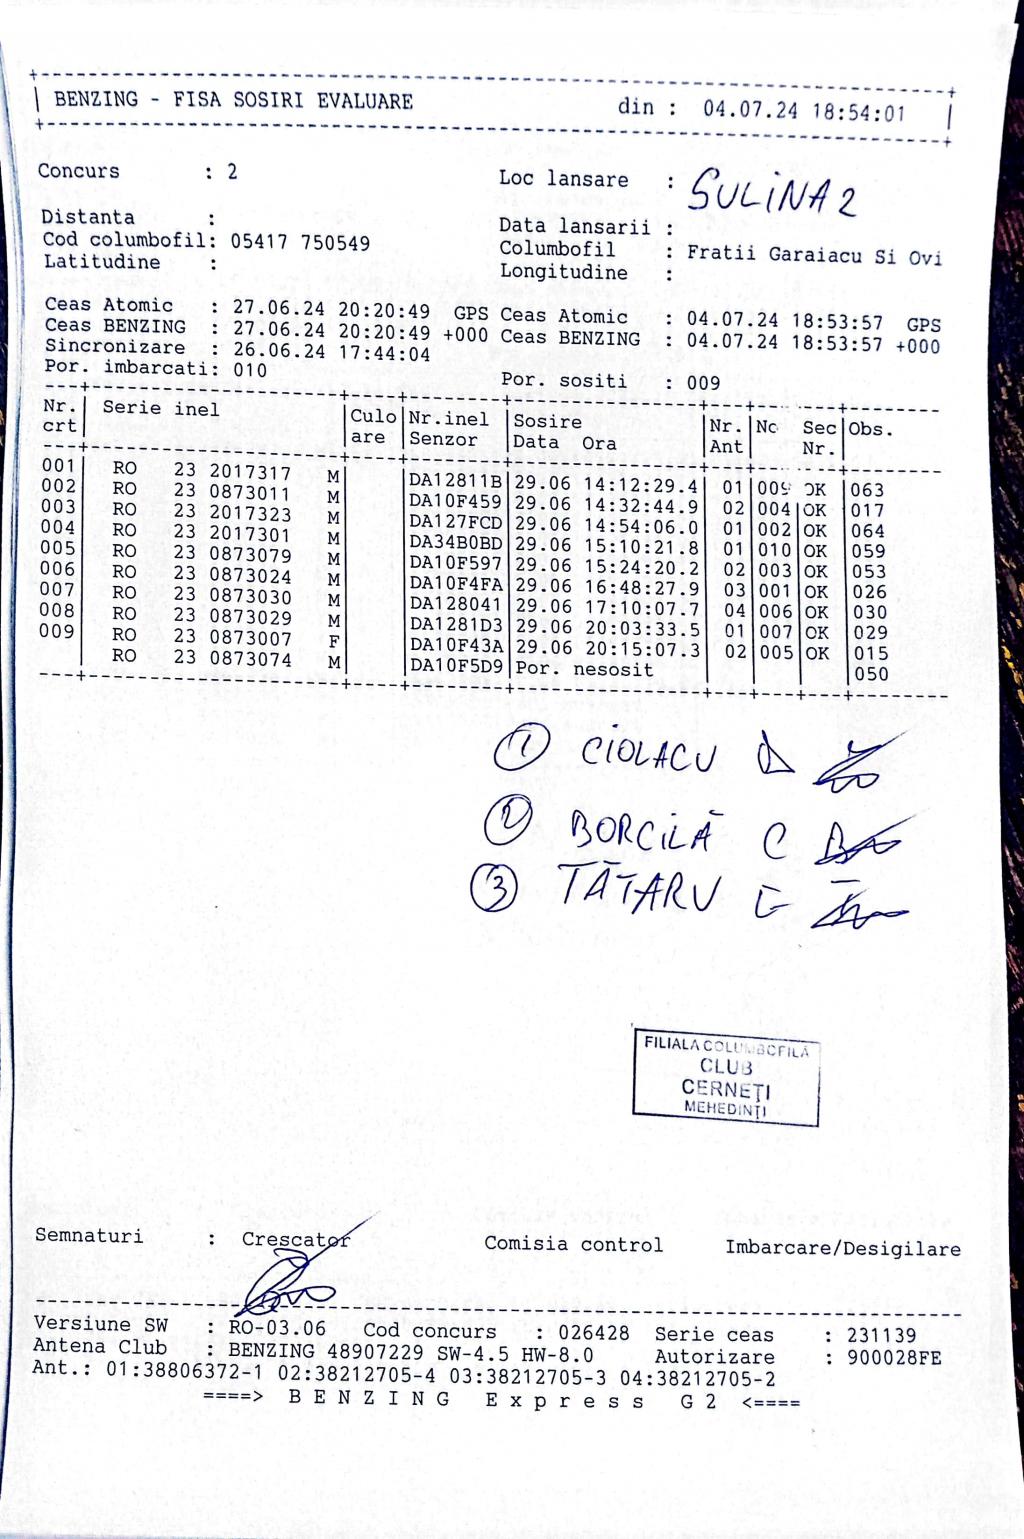 BENZING - FISA SOSIRI EVALUARE din : 04.07.24 18:54:01
Concurs : 2 Loc lansare : SULINA 2
Distanta : Data lansarii :
Cod columbofil: 05417 750549 Columbofil : Fratii Garaiacu Si Ovi
Latitudine : Longitudine :
Ceas Atomic : 27.06.24 20:20:49 GPS Ceas Atomic : 04.07.24 18:53:57 GPS
Ceas BENZING : 27.06.24 20:20:49 +000 Ceas BENZING : 04.07.24 18:53:57 +000
Sincronizare : 26.06.24 17:44:04
Por. imbarcati: 010 Por. sositi : 009
Nr. Serie inel Culo Nr.inel Sosire Nr. Nc Sec Obs.
crt are Senzor Data Ora Ant Nr.
001 RO 23 2017317 M DA12811B 29.06 14:12:29.4 01 009 OK 063
002 RO 23 0873011 M DA10F459 29.06 14:32:44.9 02 004 OK 017
003 RO 23 2017323 M DA127FCD 29.06 14:54:06.0 01 002 OK 064
004 RO 23 2017301 M DA34B0BD 29.06 15:10:21.8 01 010 OK 059
005 RO 23 0873079 M DA10F597 29.06 15:24:20.2 02 003 OK 053
006 RO 23 0873024 M DA10F4FA 29.06 16:48:27.9 03 001 OK 026
007 RO 23 0873030 M DA128041 29.06 17:10:07.7 04 006 OK 030
008 RO 23 0873029 M DA1281D3 29.06 20:03:33.5 01 007 OK 029
009 RO 23 0873007 F DA10F43A 29.06 20:15:07.3 02 005 OK 015
RO 23 0873074 M DA10F5D9 Por. nesosit 050
1 CIOLACU D
2 BORCILĂ C
3 TĂTARU G
FILIALA COLUMBOFILĂ
CLUB
CERNEȚI
MEHEDINȚI
Semnaturi : Crescator Comisia control Imbarcare/Desigilare
Versiune SW : RO-03.06 Cod concurs : 026428 Serie ceas : 231139
Antena Club : BENZING 48907229 SW-4.5 HW-8.0 Autorizare : 900028FE
Ant.: 01:38806372-1 02:38212705-4 03:38212705-3 04:38212705-2
====> B E N Z I N G E x p r e s s G 2 <====